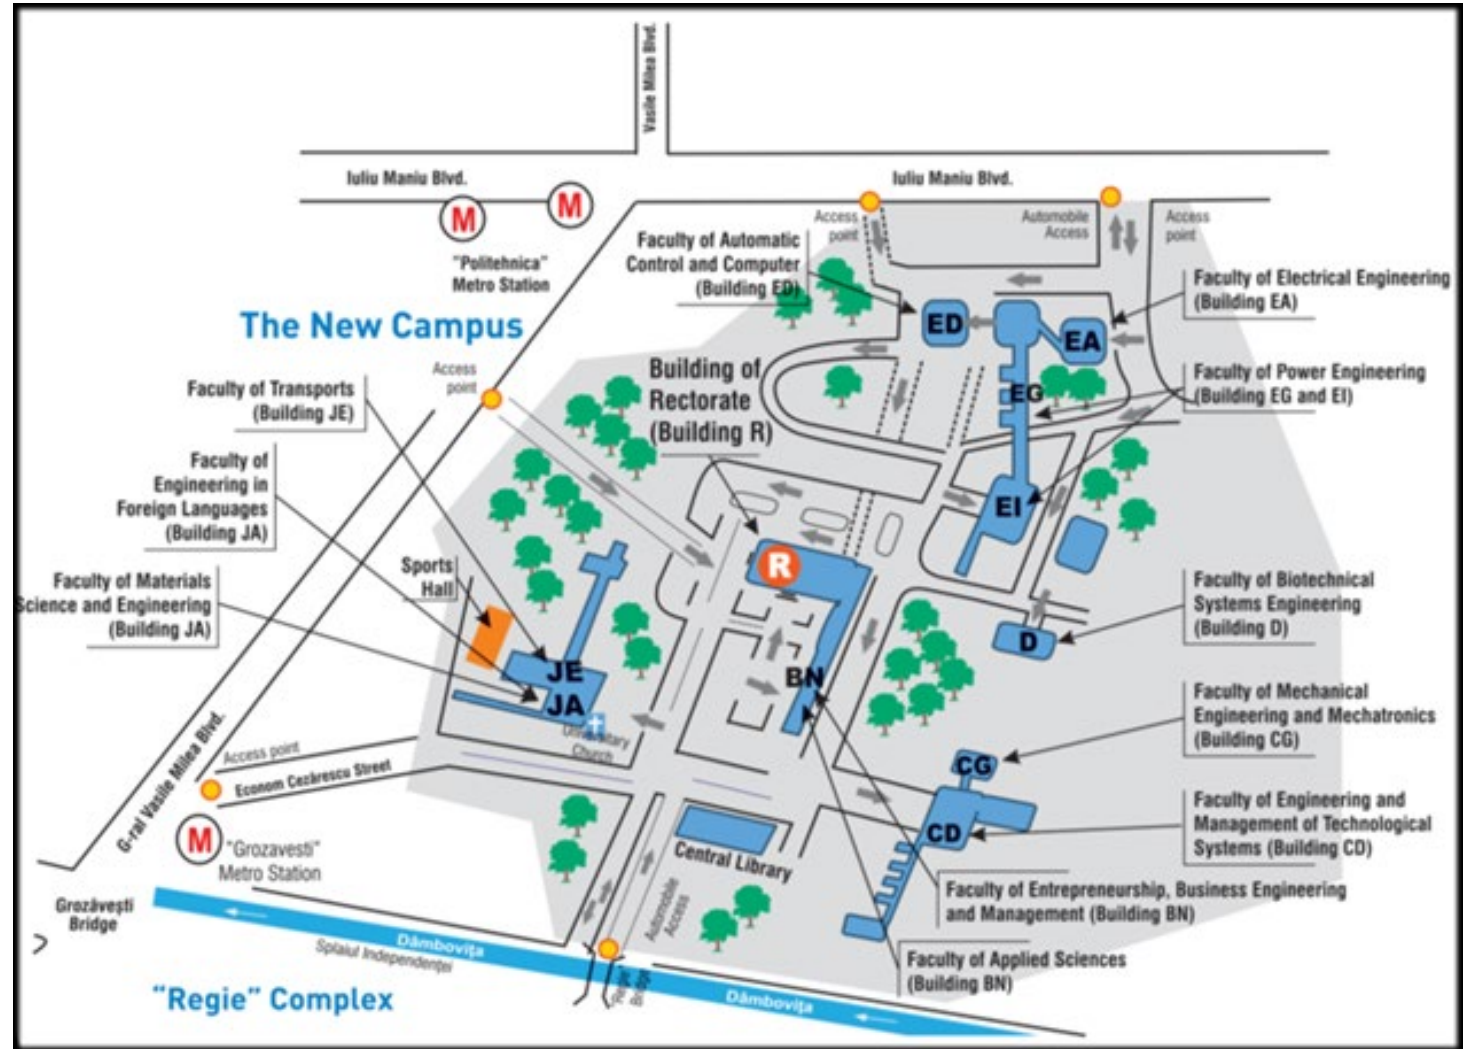 Vasile Milea Blvd.
Iuliu Maniu Blvd.
Iuliu Maniu Blvd.
M
M
"Politehnica"
Metro Station
Access
point
Automobile
Access
Access
point
Faculty of Automatic
Control and Computer
(Building ED)
Faculty of Electrical Engineering
(Building EA)
The New Campus
ED
EA
Access
point
Building of
Rectorate
(Building R)
Faculty of Power Engineering
(Building EG and EI)
EG
Faculty of Transports
(Building JE)
Faculty of
Engineering in
Foreign Languages
(Building JA)
EI
Sports
Hall
R
Faculty of Materials
Science and Engineering
(Building JA)
Faculty of Biotechnical
Systems Engineering
(Building D)
D
JE
JA
BN
Church
Faculty of Mechanical
Engineering and Mechatronics
(Building CG)
CG
G-ral Vasile Milea Blvd.
Access point
Econom Cezărescu Street
M
"Grozavesti"
Metro Station
CD
Faculty of Engineering and
Management of Technological
Systems (Building CD)
Central Library
Automobile
Access
Faculty of Entrepreneurship, Business Engineering
and Management (Building BN)
Faculty of Applied Sciences
(Building BN)
Grozăveşti
Bridge
Dâmboviţa
Splaiul Independenţei
"Regie" Complex
Bridge
Dâmboviţa